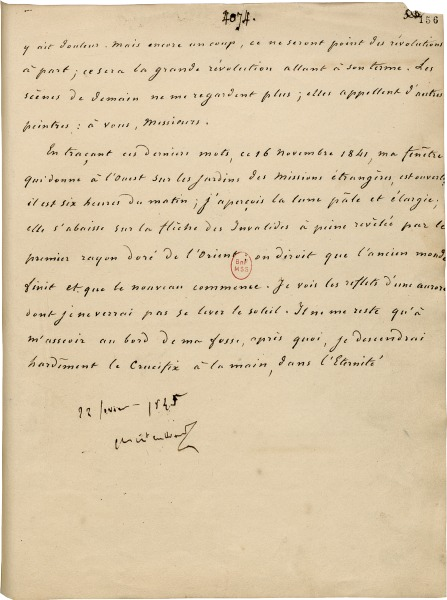 4074.
156
y ait douleur. Mais encore un coup, ce ne seront point des révolutions
à part; ce sera la grande révolution allant à son terme. Les
scènes de demain ne me regardent plus; elles appellent d'autres
peintres: à vous, Messieurs.
En traçant ces derniers mots, ce 16 Novembre 1841, ma fenêtre
qui donne à l'Ouest sur les jardins des Missions étrangères, est ouverte,
il est six heures du matin; j'aperçois la lune pâle et élargie;
elle s'abaisse sur la flèche des Invalides à peine révélée par le
premier rayon doré de l'Orient: on diroit que l'ancien monde
finit et que le nouveau commence. Je vois les reflets d'une aurore
dont je ne verrai pas se lever le soleil. Il ne me reste qu'à
m'asseoir au bord de ma fosse, après quoi, je descendrai
hardiment le Crucifix à la main, dans l'Eternité
BnF
MSS
22 1845